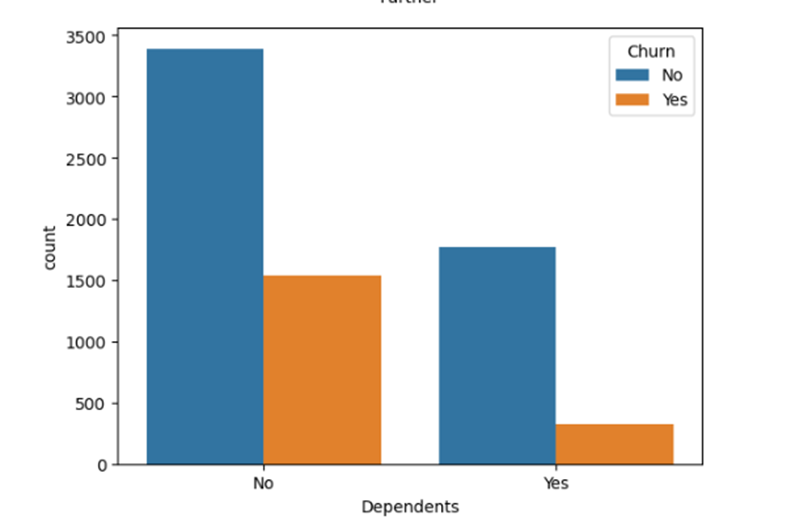 3500
3000
2500
2000
1500
1000
500
0
count
Churn
No
Yes
No
Yes
Dependents